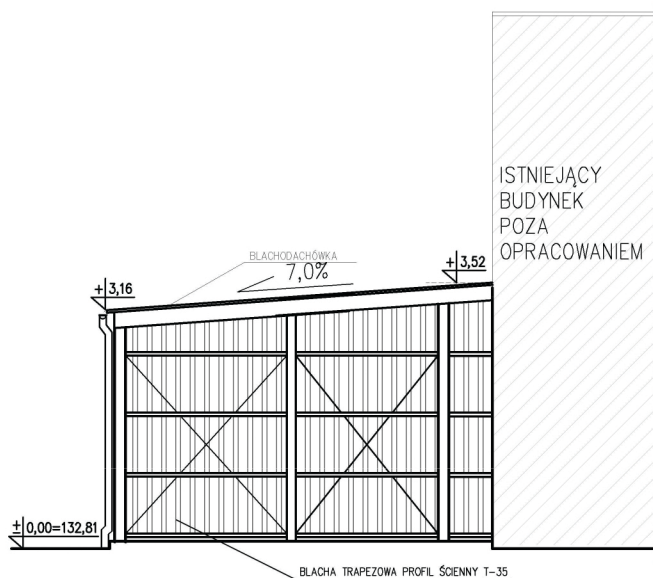 ISTNIEJĄCY
BUDYNEK
POZA
OPRACOWANIEM
BLACHODACHÓWKA
7,0%
+3,52
+3,16
±0,00=132,81
BLACHA TRAPEZOWA PROFIL ŚCIENNY T-35